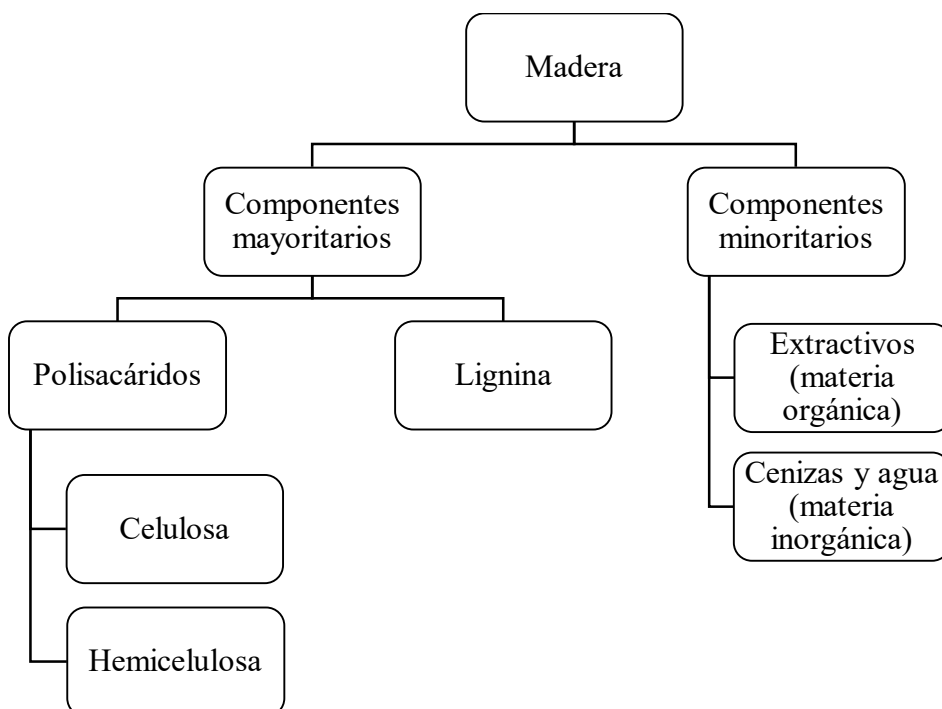 Madera
Componentes
mayoritarios
Componentes
minoritarios
Polisacáridos
Lignina
Extractivos
(materia
orgánica)
Celulosa
Cenizas y agua
(materia
inorgánica)
Hemicelulosa